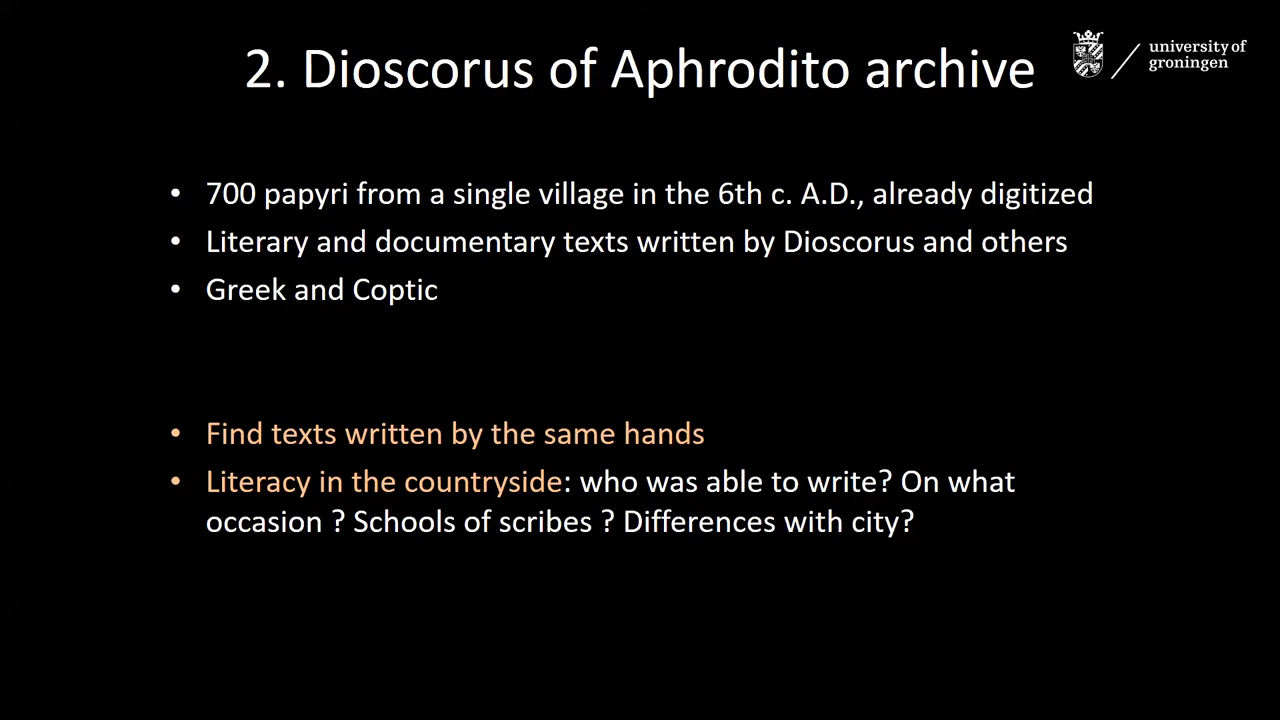 2. Dioscorus of Aphrodito archive
university of
groningen
• 700 papyri from a single village in the 6th c. A.D., already digitized
• Literary and documentary texts written by Dioscorus and others
• Greek and Coptic
• Find texts written by the same hands
• Literacy in the countryside: who was able to write? On what
occasion ? Schools of scribes ? Differences with city?